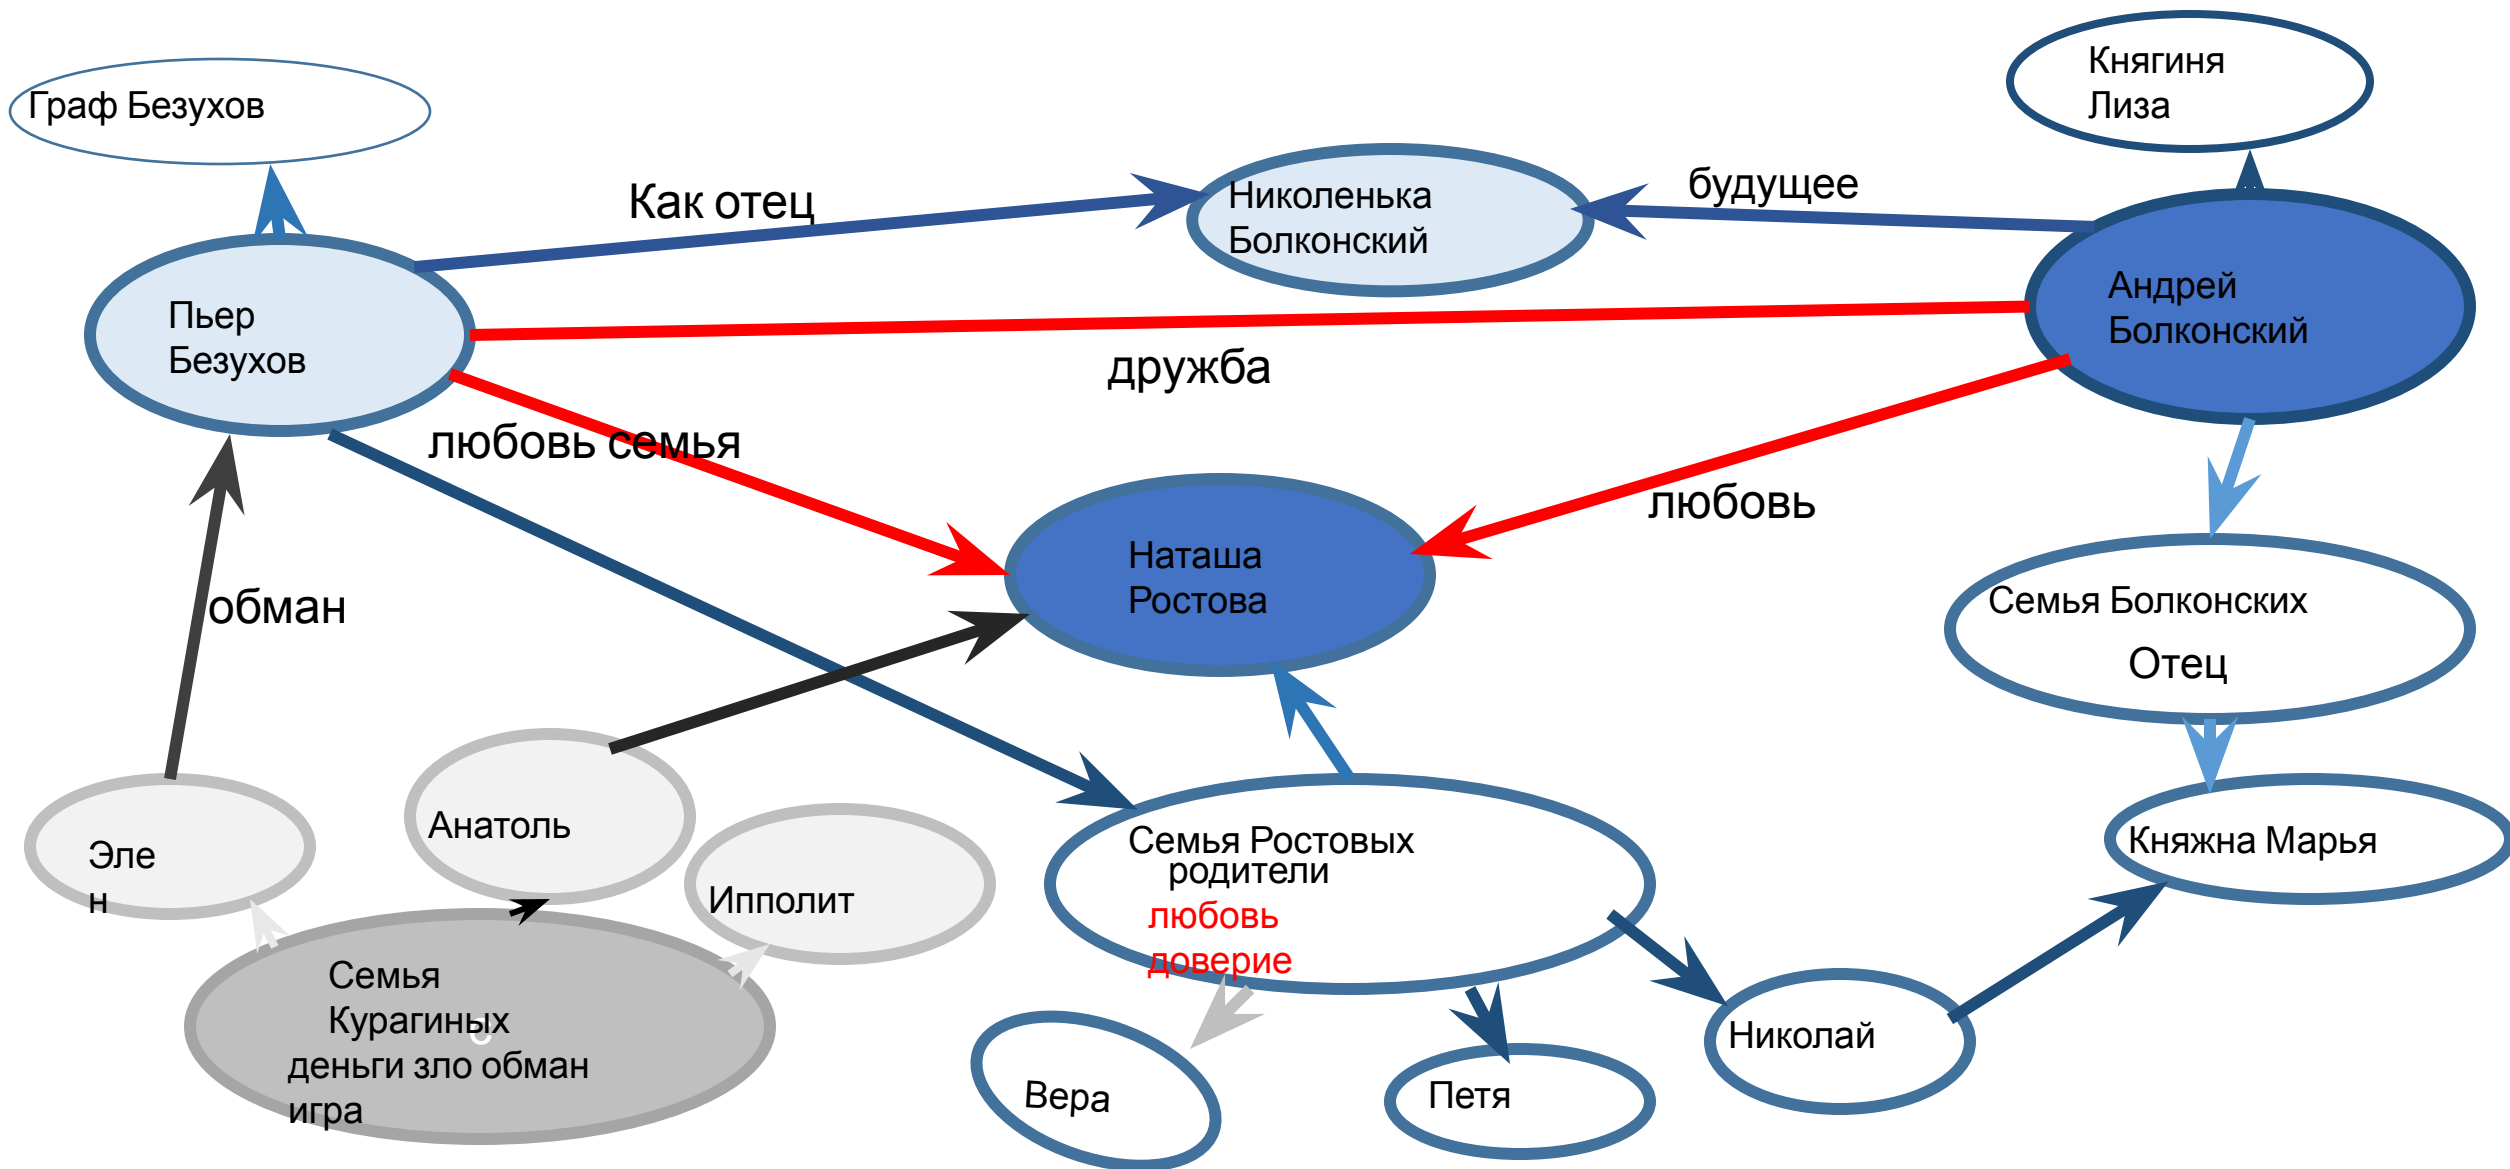 Княгиня
Лиза
Граф Безухов
Как отец
Николенька
Болконский
будущее
Пьер
Безухов
Андрей
Болконский
дружба
любовь семья
любовь
Наташа
Ростова
обман
Семья Болконских
Отец
Эле
н
Анатоль
Ипполит
Семья Ростовых
родители
любовь
доверие
Княжна Марья
Семья
Курагиных
деньги зло обман
игра
Вера
Петя
Николай